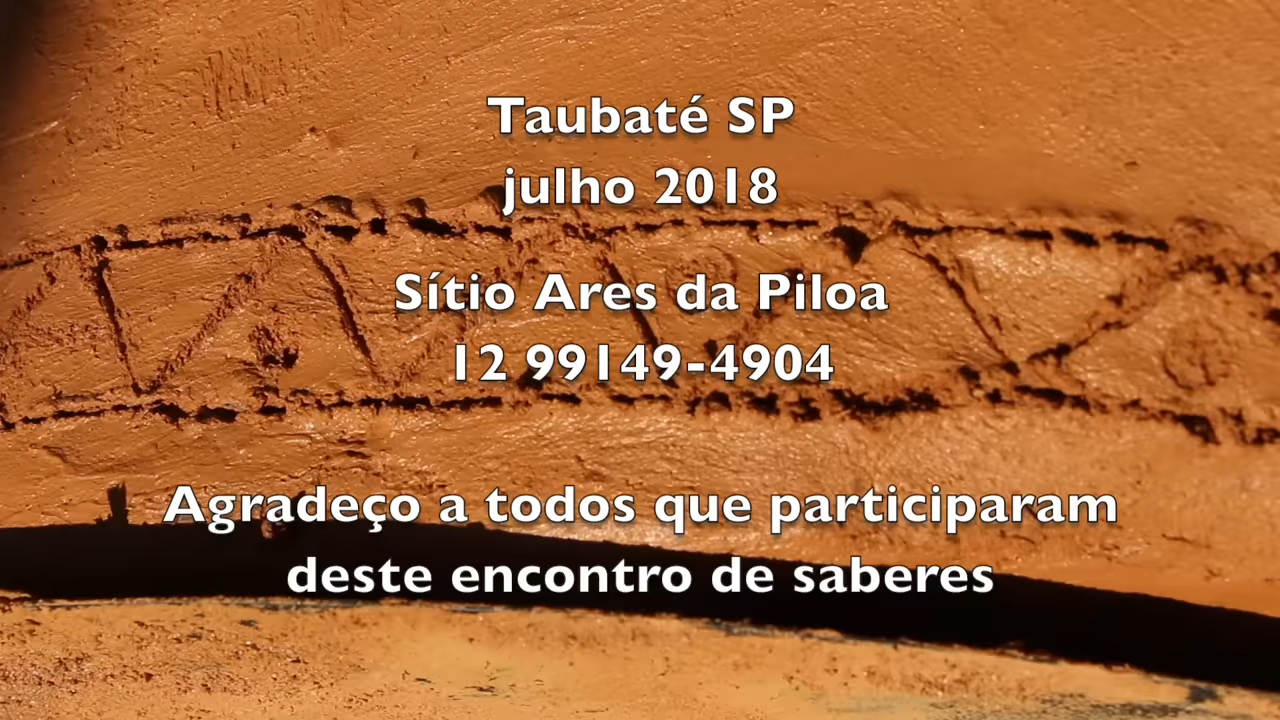 Taubaté SP
julho 2018
Sítio Ares da Piloa
12 99149-4904
Agradeço a todos que participaram
deste encontro de saberes